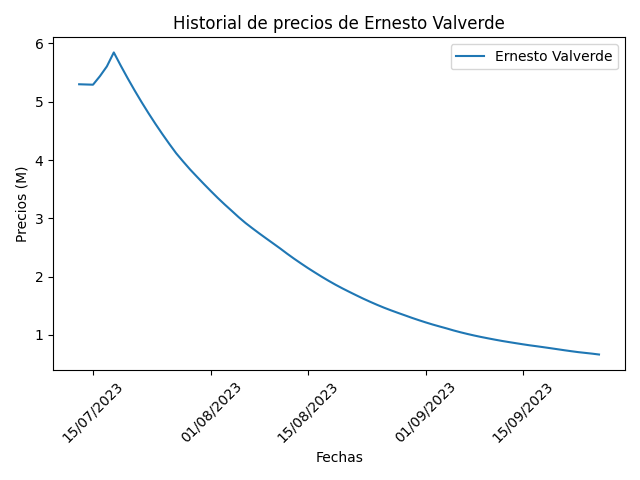 Historial de precios de Ernesto Valverde
Ernesto Valverde
Precios (M)
6
5
4
3
2
1
15/07/2023
01/08/2023
15/08/2023
01/09/2023
15/09/2023
Fechas